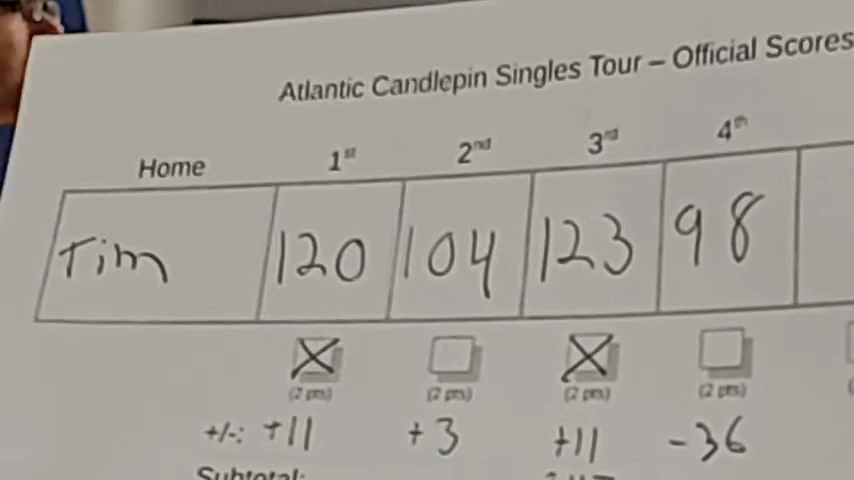 Atlantic Candlepin Singles Tour – Official Scores
Home 1st 2nd 3rd 4th
Tim 120 104 123 98
(2 pts) (2 pts) (2 pts) (2 pts)
+/-: +11 +3 +11 -36
Subtotal: